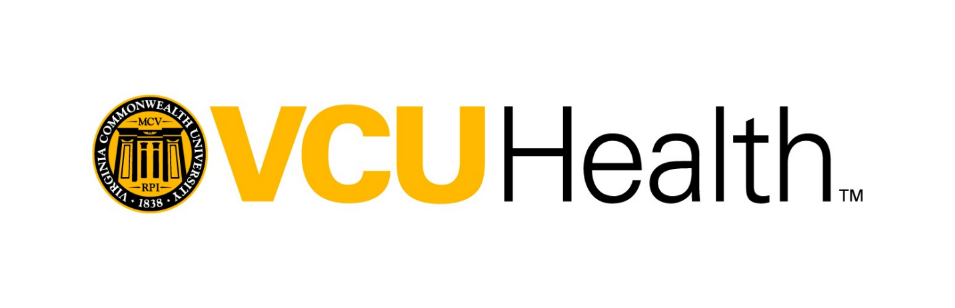 VIRGINIA COMMONWEALTH UNIVERSITY
MCV
RPI
· 1838 ·
VCUHealth™